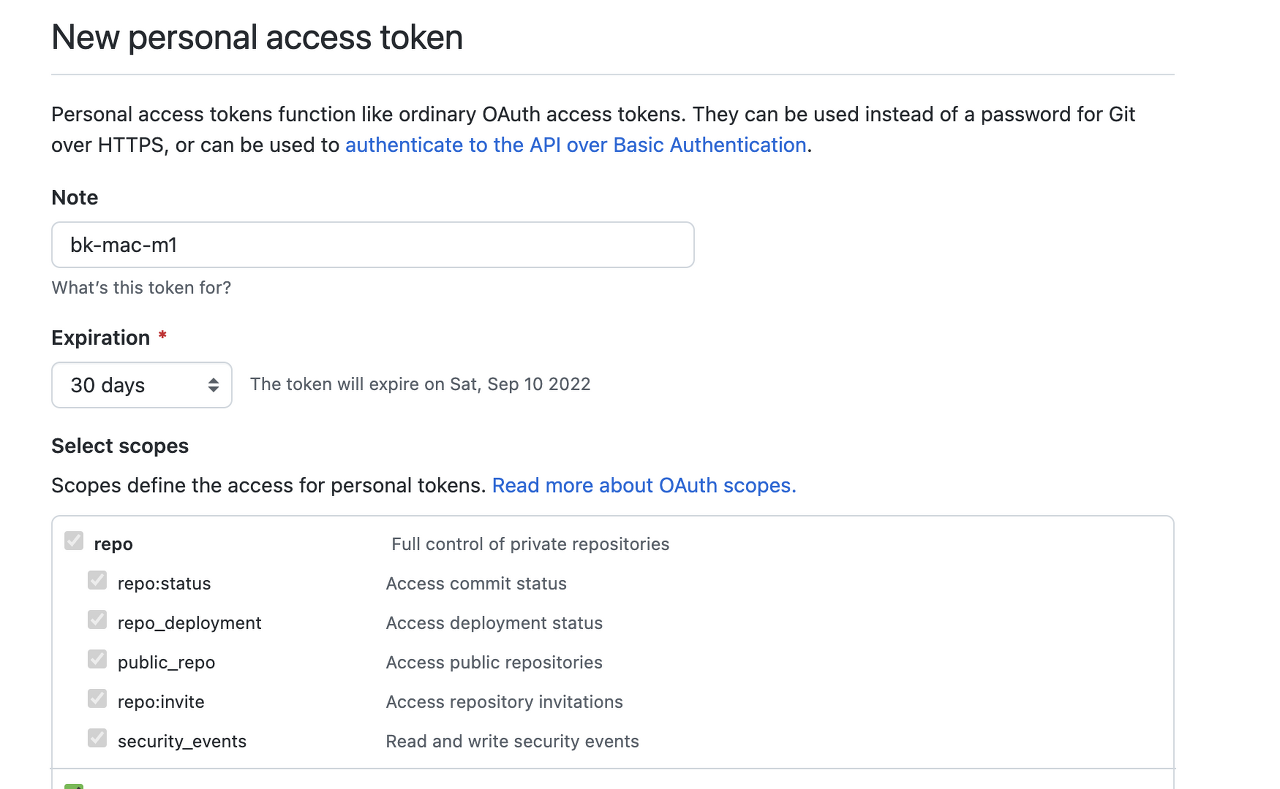 New personal access token
Personal access tokens function like ordinary OAuth access tokens. They can be used instead of a password for Git
over HTTPS, or can be used to authenticate to the API over Basic Authentication.
Note
bk-mac-m1
What's this token for?
Expiration *
30 days The token will expire on Sat, Sep 10 2022
Select scopes
Scopes define the access for personal tokens. Read more about OAuth scopes.
repo Full control of private repositories
repo:status Access commit status
repo_deployment Access deployment status
public_repo Access public repositories
repo:invite Access repository invitations
security_events Read and write security events